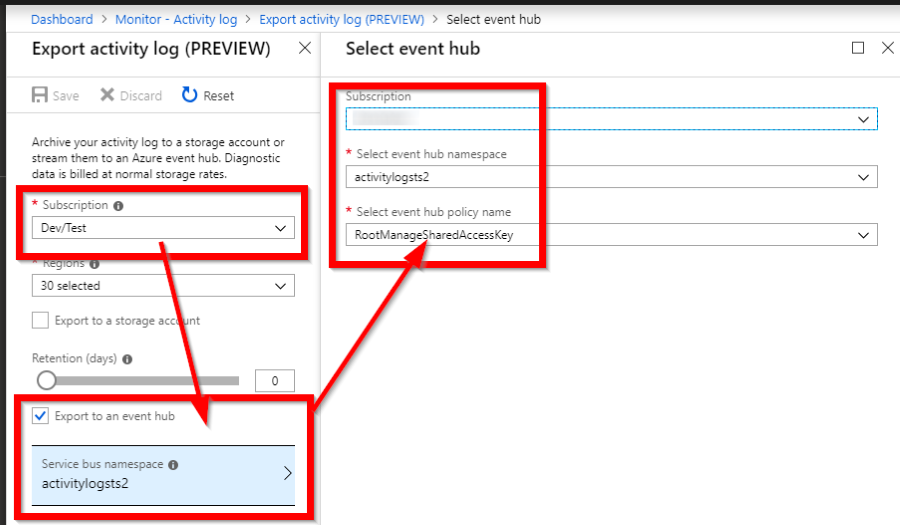 Dashboard > Monitor - Activity log > Export activity log (PREVIEW) > Select event hub
Export activity log (PREVIEW)
Save Discard Reset
Archive your activity log to a storage account or
stream them to an Azure event hub. Diagnostic
data is billed at normal storage rates.
* Subscription
Dev/Test
* Regions
30 selected
Export to a storage account
Retention (days)
0
Export to an event hub
Service bus namespace
activitylogsts2
Select event hub
Subscription
* Select event hub namespace
activitylogsts2
* Select event hub policy name
RootManageSharedAccessKey